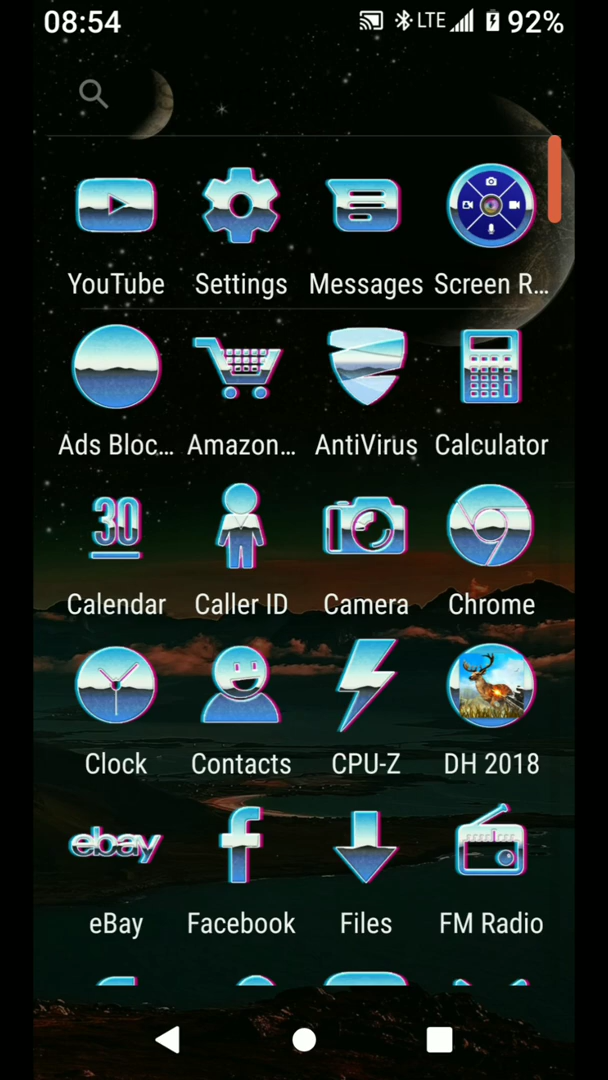 08:54 LTE 92%
YouTube Settings Messages Screen R...
Ads Bloc... Amazon... AntiVirus Calculator
30
Calendar Caller ID Camera Chrome
Clock Contacts CPU-Z DH 2018
ebay
eBay Facebook Files FM Radio